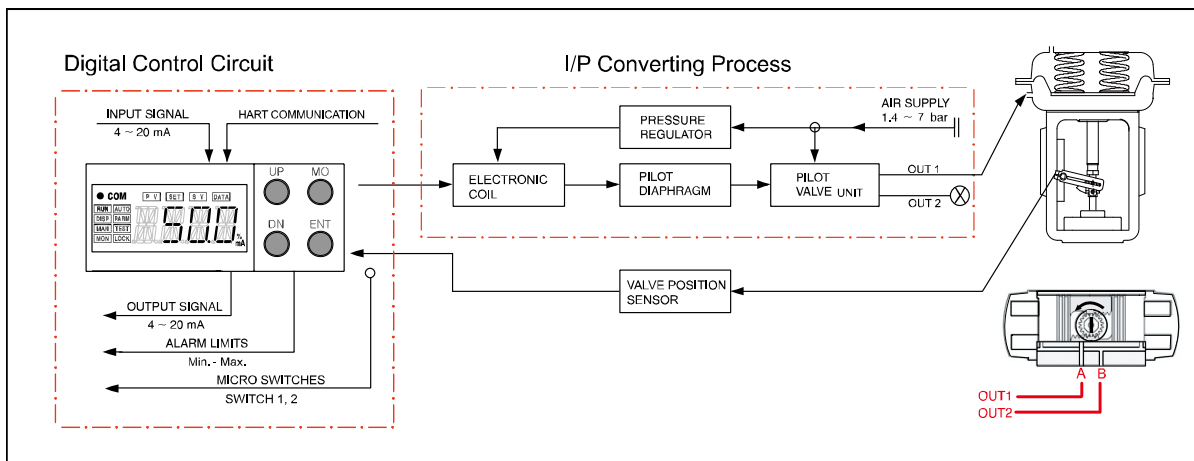 Digital Control Circuit
I/P Converting Process
INPUT SIGNAL
4 ~ 20 mA
HART COMMUNICATION
UP
MO
DN
ENT
COM
P V
SET
S V
DATA
RUN AUTO
DISP PARM
MAN TEST
MON LOCK
50.0
%
mA
OUTPUT SIGNAL
4 ~ 20 mA
ALARM LIMITS
Min. - Max.
MICRO SWITCHES
SWITCH 1, 2
PRESSURE
REGULATOR
AIR SUPPLY
1.4 ~ 7 bar
ELECTRONIC
COIL
PILOT
DIAPHRAGM
PILOT
VALVE UNIT
OUT 1
OUT 2
VALVE POSITION
SENSOR
A
B
OUT1
OUT2